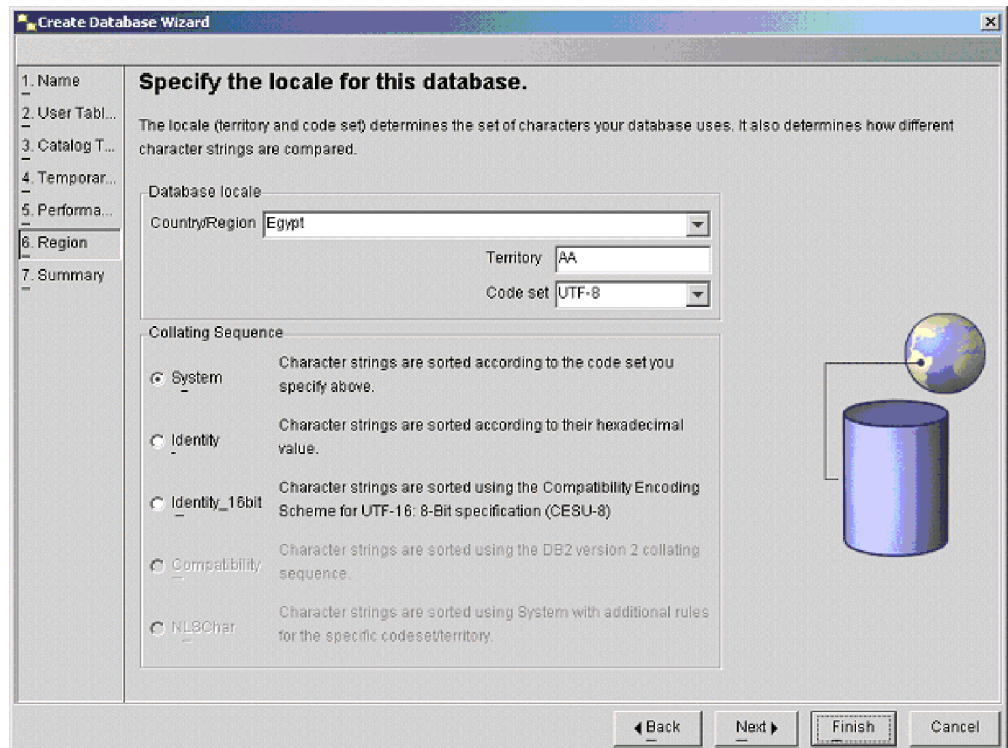 Create Database Wizard
1. Name
2. User Tabl...
3. Catalog T...
4. Temporar...
5. Performa...
6. Region
7. Summary
Specify the locale for this database.
The locale (territory and code set) determines the set of characters your database uses. It also determines how different
character strings are compared.
Database locale
Country/Region Egypt
Territory AA
Code set UTF-8
Collating Sequence
System
Character strings are sorted according to the code set you
specify above.
Identity
Character strings are sorted according to their hexadecimal
value.
Identity_16bit
Character strings are sorted using the Compatibility Encoding
Scheme for UTF-16: 8-Bit specification (CESU-8)
Compatibility
Character strings are sorted using the DB2 version 2 collating
sequence.
NLSChar
Character strings are sorted using System with additional rules
for the specific codeset/territory.
Back Next Finish Cancel